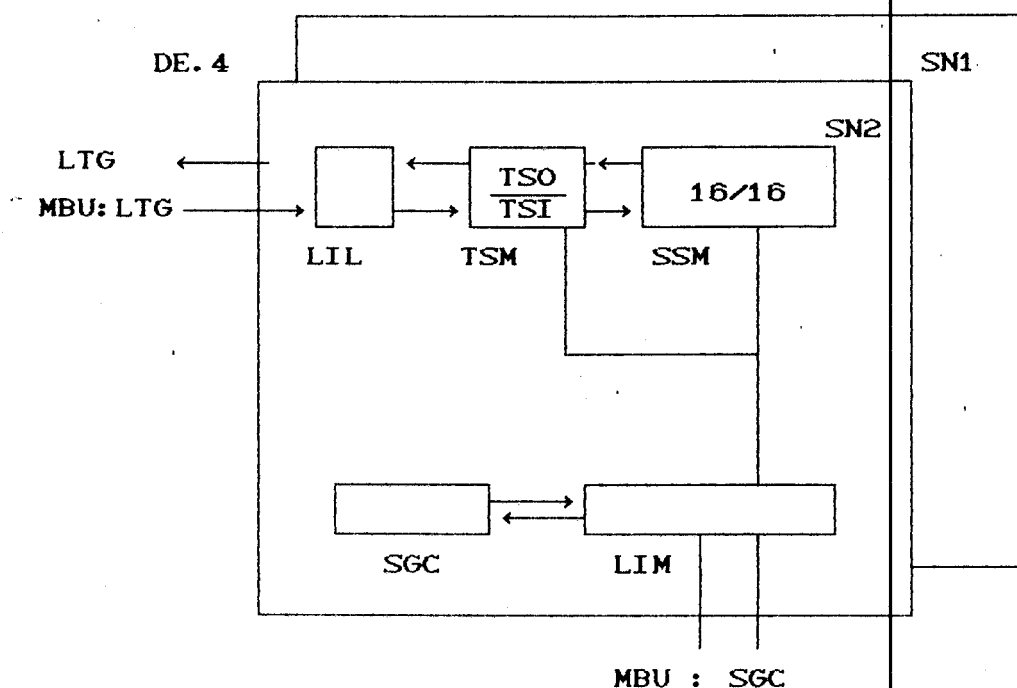 DE.4 SN1
SN2
LTG
TSO
TSI
16/16
MBU:LTG
LIL TSM SSM
SGC LIM
MBU : SGC